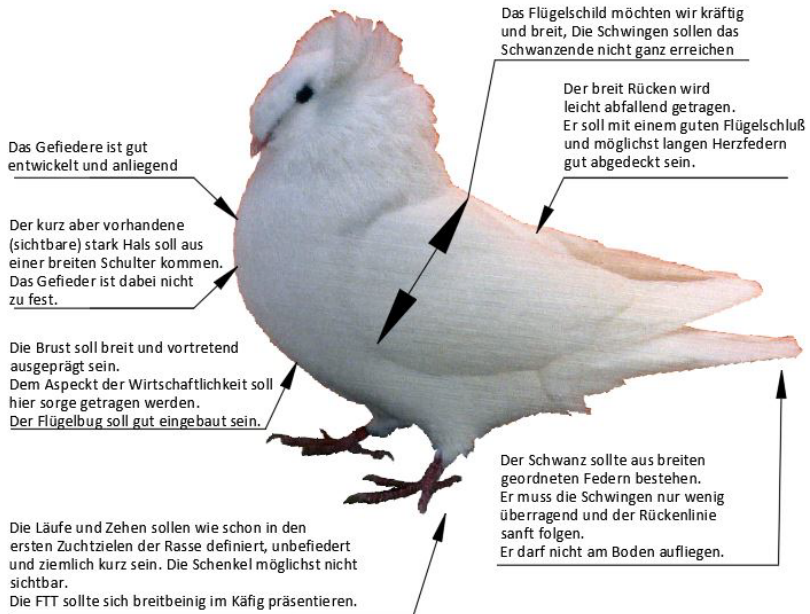 Das Flügelschild möchten wir kräftig
und breit, Die Schwingen sollen das
Schwanzende nicht ganz erreichen
Der breit Rücken wird
leicht abfallend getragen.
Er soll mit einem guten Flügelschluß
und möglichst langen Herzfedern
gut abgedeckt sein.
Das Gefiedere ist gut
entwickelt und anliegend
Der kurz aber vorhandene
(sichtbare) stark Hals soll aus
einer breiten Schulter kommen.
Das Gefieder ist dabei nicht
zu fest.
Die Brust soll breit und vortretend
ausgeprägt sein.
Dem Aspeckt der Wirtschaftlichkeit soll
hier sorge getragen werden.
Der Flügelbug soll gut eingebaut sein.
Der Schwanz sollte aus breiten
geordneten Federn bestehen.
Er muss die Schwingen nur wenig
überragend und der Rückenlinie
sanft folgen.
Er darf nicht am Boden aufliegen.
Die Läufe und Zehen sollen wie schon in den
ersten Zuchtzielen der Rasse definiert, unbefiedert
und ziemlich kurz sein. Die Schenkel möglichst nicht
sichtbar.
Die FTT sollte sich breitbeinig im Käfig präsentieren.